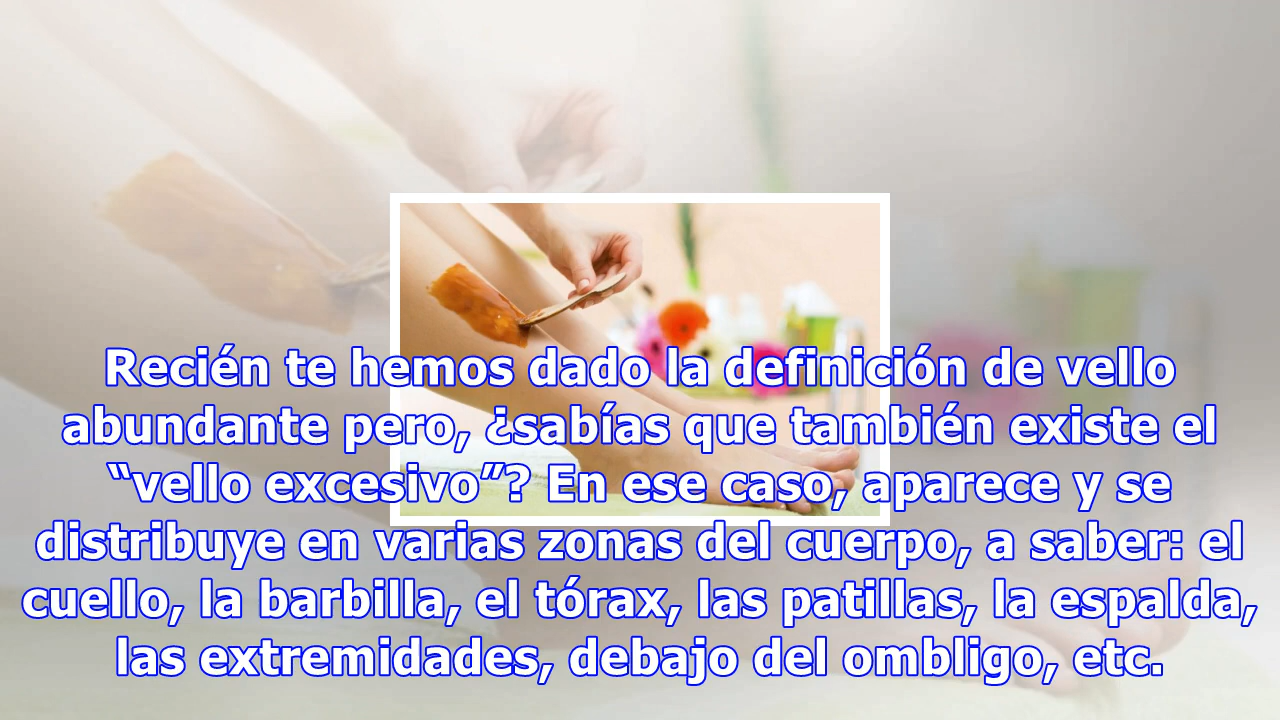 Recién te hemos dado la definición de vello
abundante pero, ¿sabías que también existe el
“vello excesivo”? En ese caso, aparece y se
distribuye en varias zonas del cuerpo, a saber: el
cuello, la barbilla, el tórax, las patillas, la espalda,
las extremidades, debajo del ombligo, etc.